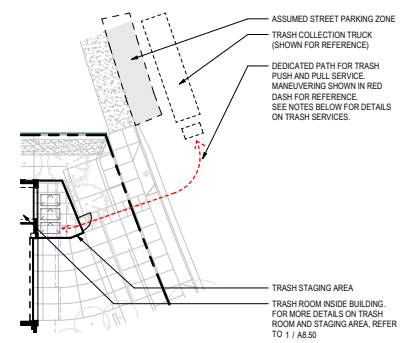 ASSUMED STREET PARKING ZONE
TRASH COLLECTION TRUCK
(SHOWN FOR REFERENCE)
DEDICATED PATH FOR TRASH
PUSH AND PULL SERVICE.
MANEUVERING SHOWN IN RED
DASH FOR REFERENCE.
SEE NOTES BELOW FOR DETAILS
ON TRASH SERVICES.
TRASH STAGING AREA
TRASH ROOM INSIDE BUILDING.
FOR MORE DETAILS ON TRASH
ROOM AND STAGING AREA, REFER
TO 1 / A8.50